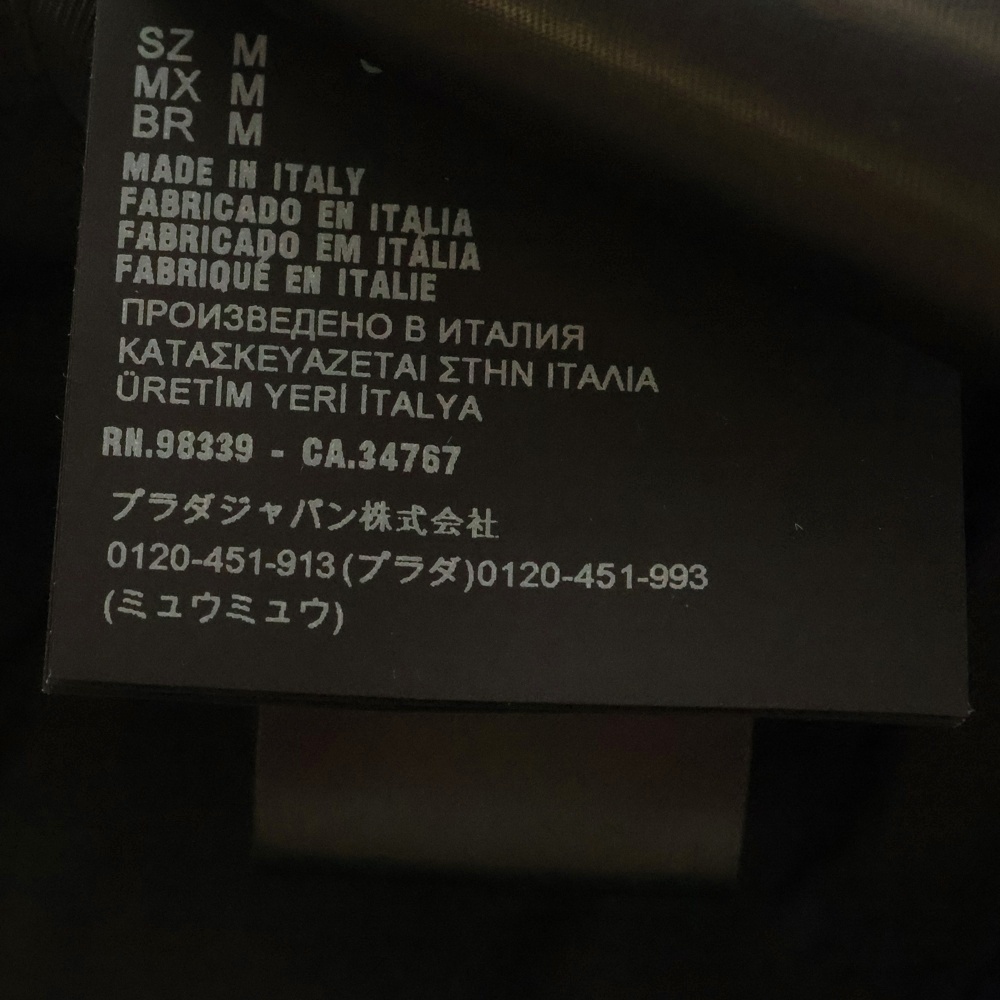 SZ M
MX M
BR M
MADE IN ITALY
FABRICADO EN ITALIA
FABRICADO EM ITÁLIA
FABRIQUÉ EN ITALIE
ПРОИЗВЕДЕНО В ИТАЛИЯ
ΚΑΤΑΣΚΕΥΑΖΕΤΑΙ ΣΤΗΝ ΙΤΑΛΙΑ
ÜRETİM YERİ İTALYA
RN.98339 - CA.34767
プラダジャパン株式会社
0120-451-913(プラダ)0120-451-993
(ミュウミュウ)